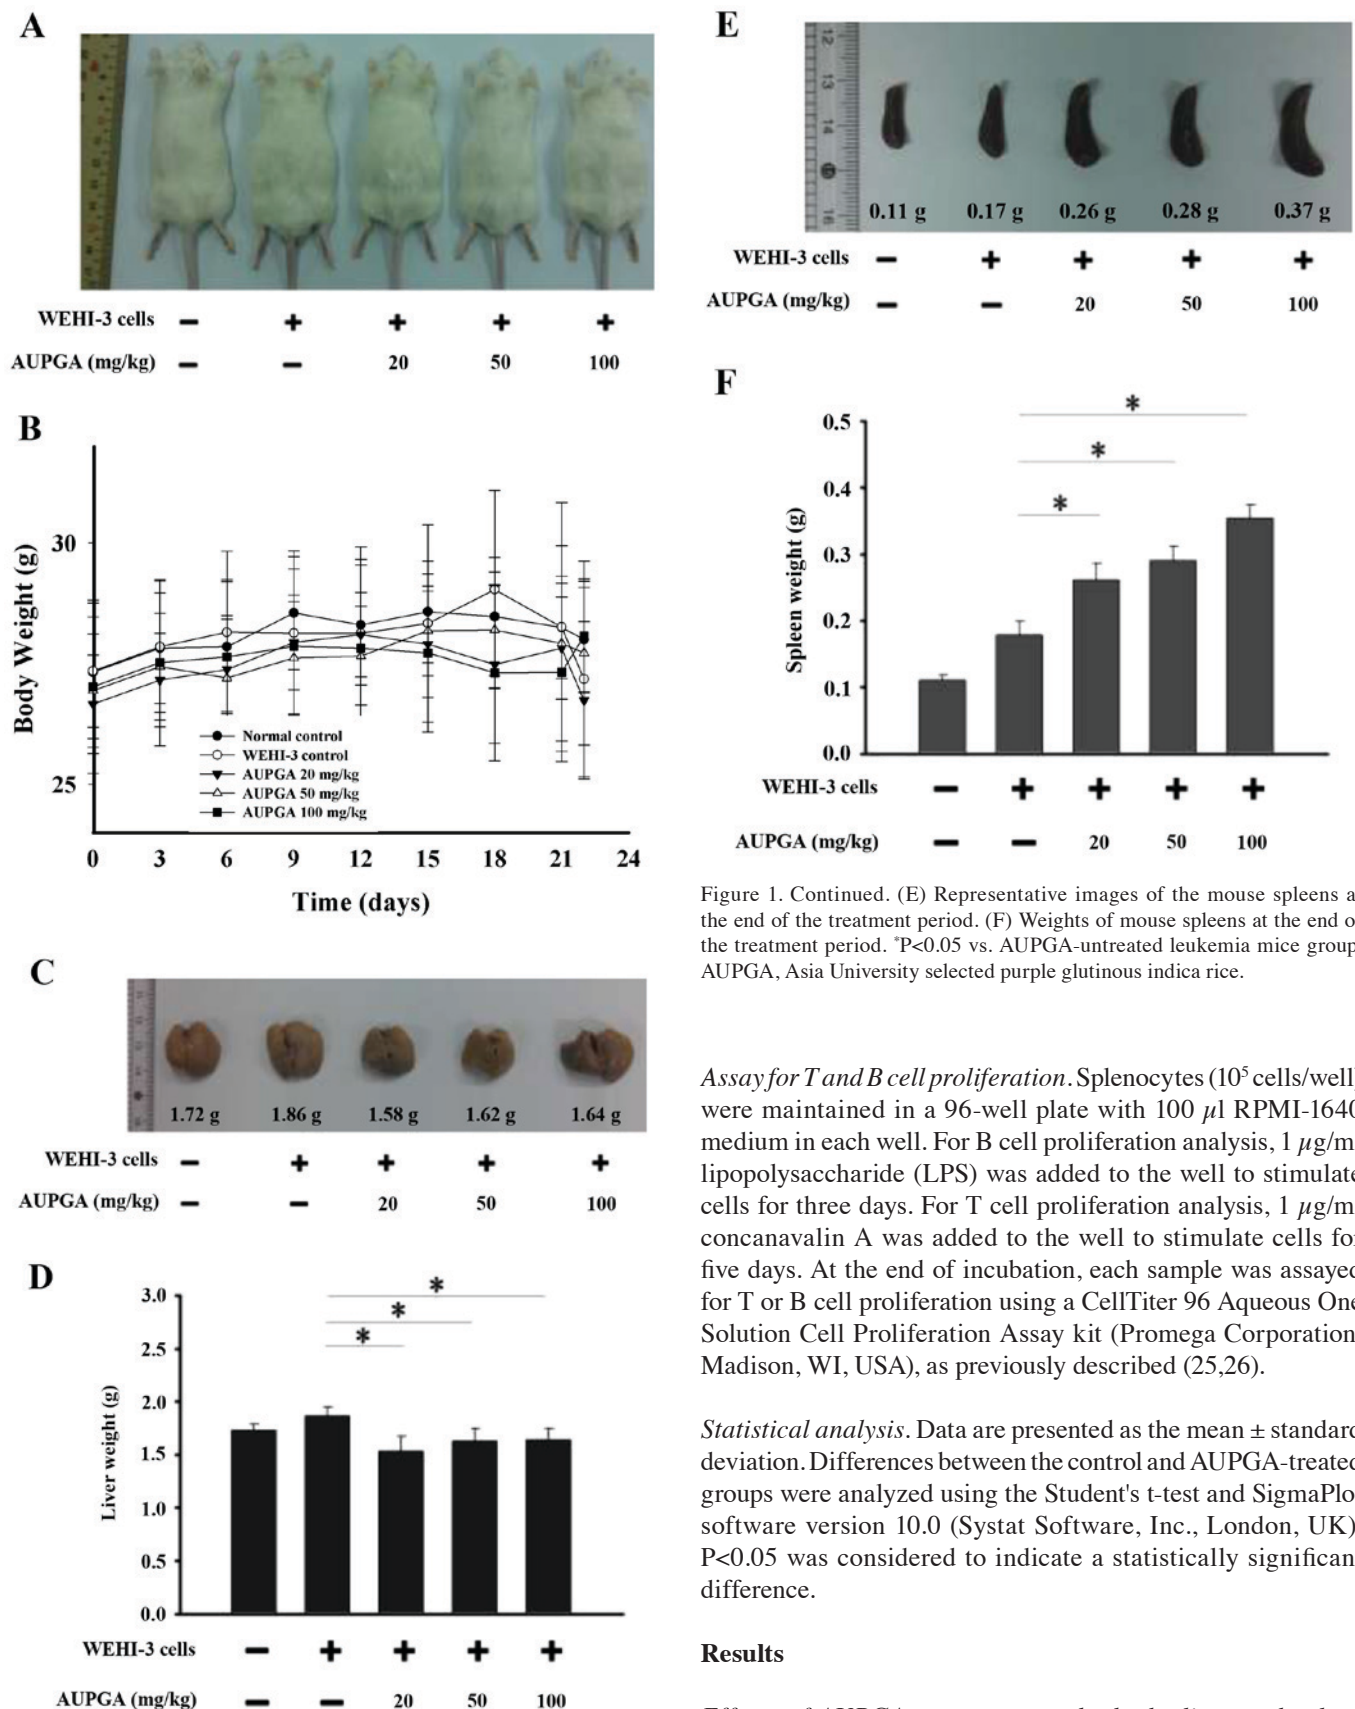 A
WEHI-3 cells − + + + +
AUPGA (mg/kg) − − 20 50 100
B
Body Weight (g)
30
25
Normal control
WEHI-3 control
AUPGA 20 mg/kg
AUPGA 50 mg/kg
AUPGA 100 mg/kg
0 3 6 9 12 15 18 21 24
Time (days)
C
1.72 g 1.86 g 1.58 g 1.62 g 1.64 g
WEHI-3 cells − + + + +
AUPGA (mg/kg) − − 20 50 100
D
Liver weight (g)
3.0
2.5
2.0
1.5
1.0
0.5
0.0
* * *
WEHI-3 cells − + + + +
AUPGA (mg/kg) − − 20 50 100
E
12 13 14 16
0.11 g 0.17 g 0.26 g 0.28 g 0.37 g
WEHI-3 cells − + + + +
AUPGA (mg/kg) − − 20 50 100
F
Spleen weight (g)
0.5
0.4
0.3
0.2
0.1
0.0
* * *
WEHI-3 cells − + + + +
AUPGA (mg/kg) − − 20 50 100
Figure 1. Continued. (E) Representative images of the mouse spleens a
the end of the treatment period. (F) Weights of mouse spleens at the end o
the treatment period. *P<0.05 vs. AUPGA-untreated leukemia mice group
AUPGA, Asia University selected purple glutinous indica rice.
Assay for T and B cell proliferation. Splenocytes (10⁵ cells/well)
were maintained in a 96-well plate with 100 µl RPMI-1640
medium in each well. For B cell proliferation analysis, 1 µg/m
lipopolysaccharide (LPS) was added to the well to stimulate
cells for three days. For T cell proliferation analysis, 1 µg/m
concanavalin A was added to the well to stimulate cells for
five days. At the end of incubation, each sample was assayed
for T or B cell proliferation using a CellTiter 96 Aqueous One
Solution Cell Proliferation Assay kit (Promega Corporation
Madison, WI, USA), as previously described (25,26).
Statistical analysis. Data are presented as the mean ± standard
deviation. Differences between the control and AUPGA-treated
groups were analyzed using the Student's t-test and SigmaPlo
software version 10.0 (Systat Software, Inc., London, UK)
P<0.05 was considered to indicate a statistically significan
difference.
Results